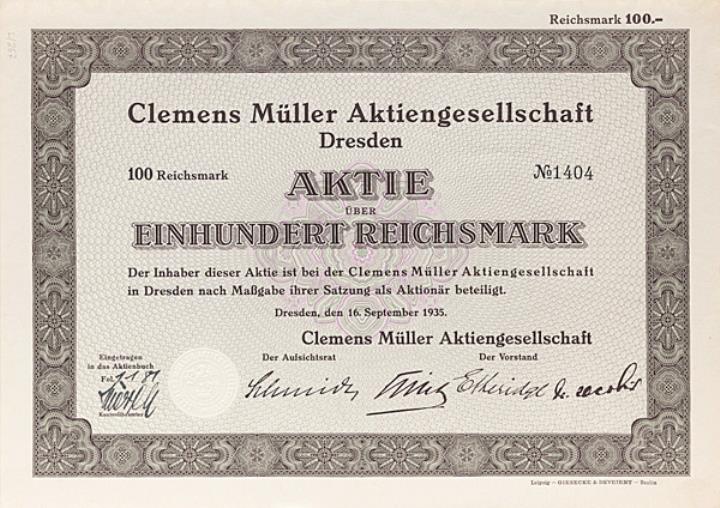 Reichsmark 100.–
Clemens Müller Aktiengesellschaft
Dresden
100 Reichsmark
AKTIE
№1404
ÜBER
EINHUNDERT REICHSMARK
Der Inhaber dieser Aktie ist bei der Clemens Müller Aktiengesellschaft
in Dresden nach Maßgabe ihrer Satzung als Aktionär beteiligt.
Dresden, den 16. September 1935.
Clemens Müller Aktiengesellschaft
Eingetragen
in das Aktienbuch
Fol.
Kontrollbeamter
Der Aufsichtsrat
Der Vorstand
Leipzig – GIESECKE & DEVRIENT – Berlin